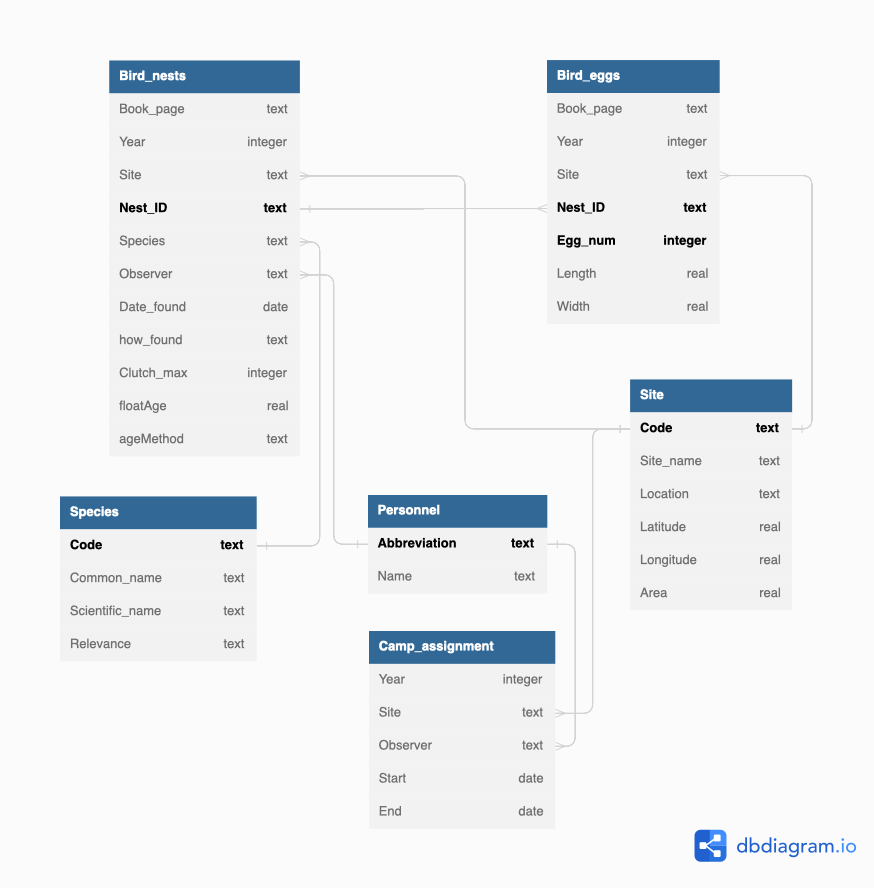 Bird_nests
Book_page text
Year integer
Site text
Nest_ID text
Species text
Observer text
Date_found date
how_found text
Clutch_max integer
floatAge real
ageMethod text
Bird_eggs
Book_page text
Year integer
Site text
Nest_ID text
Egg_num integer
Length real
Width real
Site
Code text
Site_name text
Location text
Latitude real
Longitude real
Area real
Species
Code text
Common_name text
Scientific_name text
Relevance text
Personnel
Abbreviation text
Name text
Camp_assignment
Year integer
Site text
Observer text
Start date
End date
dbdiagram.io